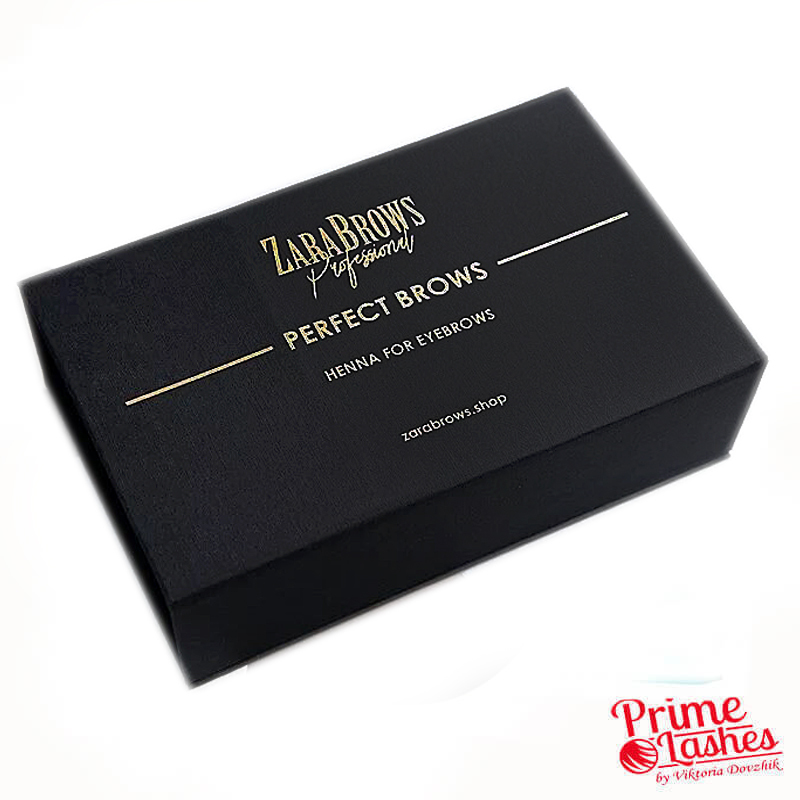 ZARABROWS
Professional
PERFECT BROWS
HENNA FOR EYEBROWS
zarabrows.shop
Prime
Lashes
by Viktoria Dovzhik